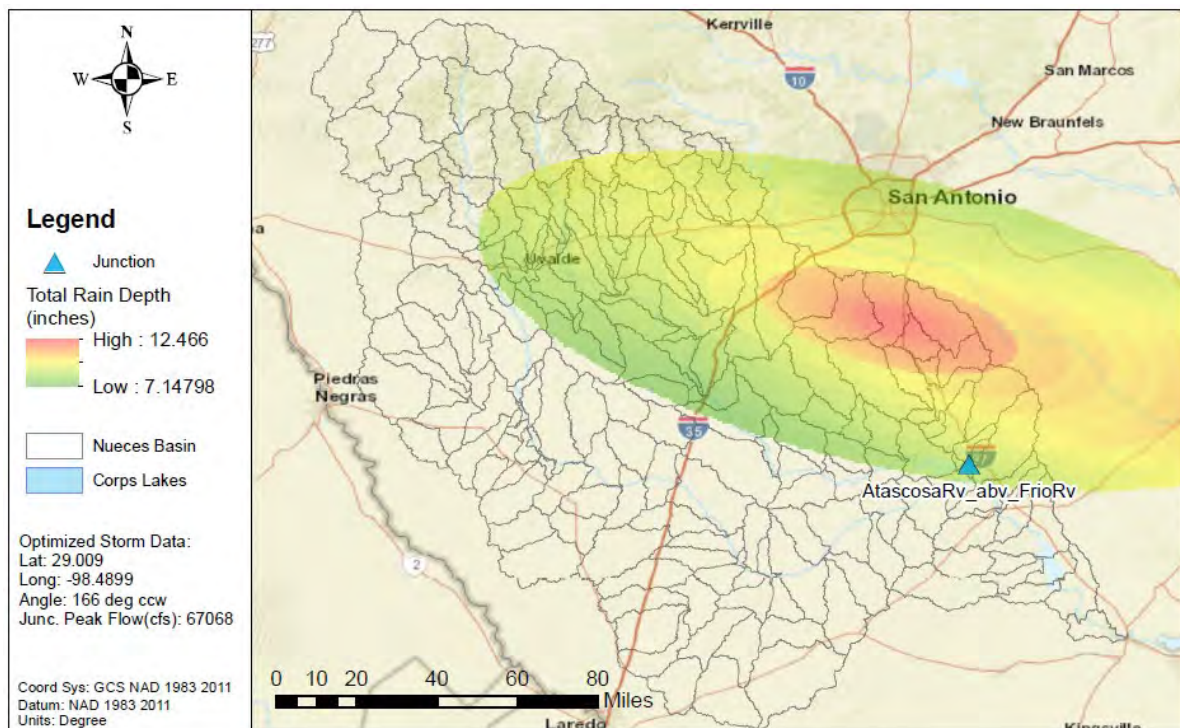 N
W
E
S
Legend
Junction
Total Rain Depth
(inches)
High : 12.466
Low : 7.14798
Nueces Basin
Corps Lakes
Optimized Storm Data:
Lat: 29.009
Long: -98.4899
Angle: 166 deg ccw
Junc. Peak Flow(cfs): 67068
Coord Sys: GCS NAD 1983 2011
Datum: NAD 1983 2011
Units: Degree
277
Kerrville
10
San Marcos
New Braunfels
San Antonio
a
Uvalde
Piedras
Negras
35
37
AtascosaRv_abv_FrioRv
2
0 10 20 40 60 80
Miles
Laredo
Kingsville